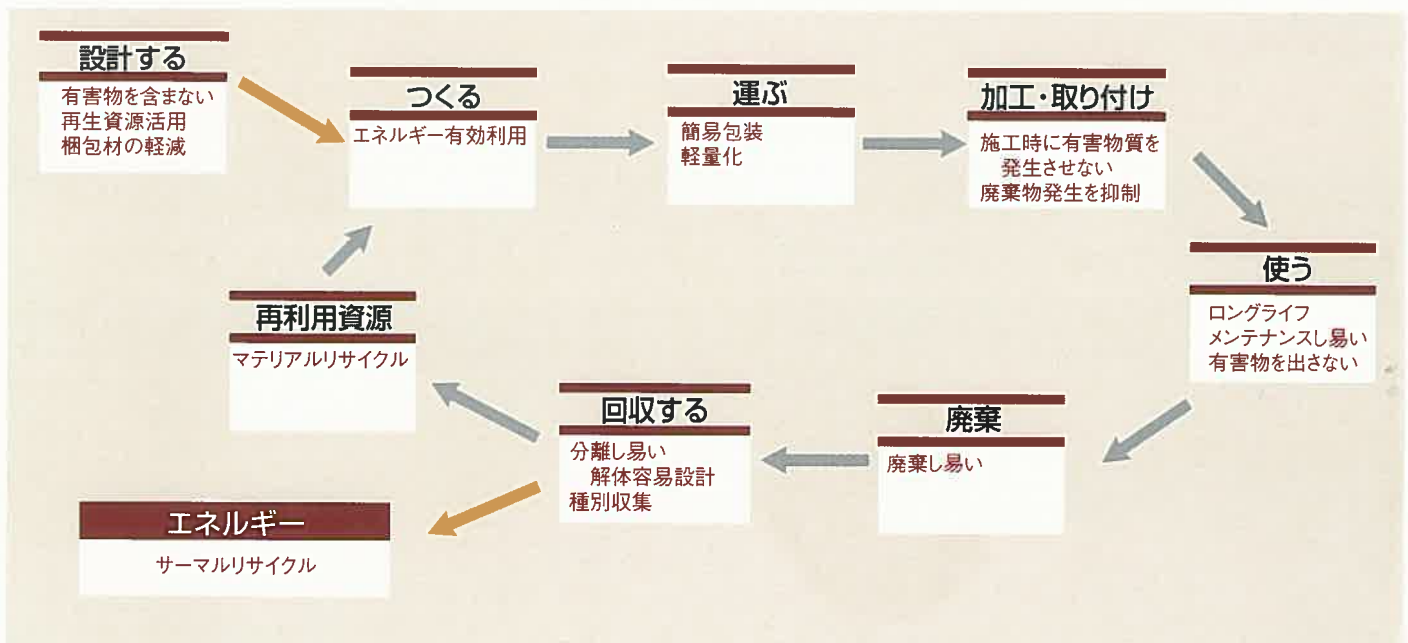 設計する
有害物を含まない
再生資源活用
梱包材の軽減
つくる
エネルギー有効利用
運ぶ
簡易包装
軽量化
加工・取り付け
施工時に有害物質を
発生させない
廃棄物発生を抑制
使う
ロングライフ
メンテナンスし易い
有害物を出さない
廃棄
廃棄し易い
回収する
分離し易い
解体容易設計
種別収集
再利用資源
マテリアルリサイクル
エネルギー
サーマルリサイクル